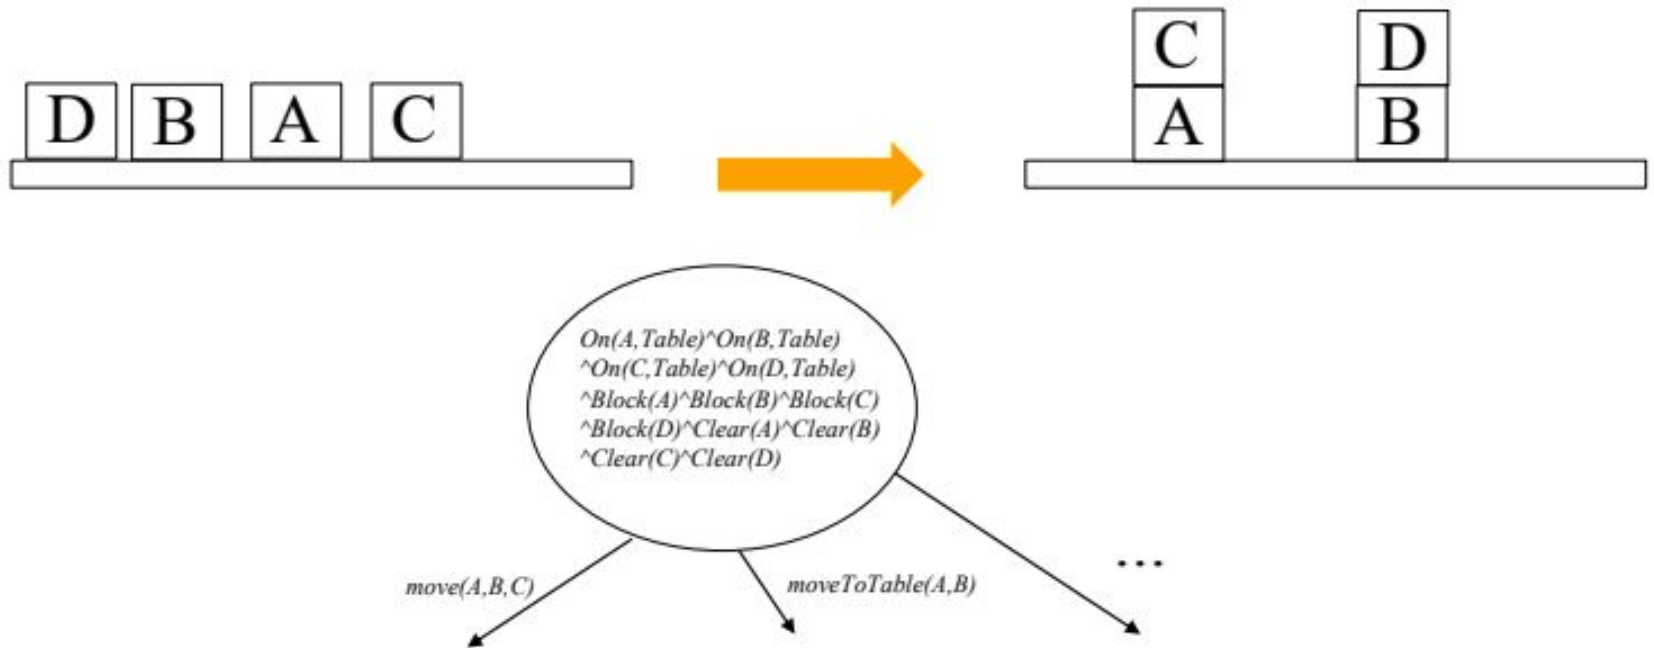 D B A C
C D
A B
On(A,Table)^On(B,Table)
^On(C,Table)^On(D,Table)
^Block(A)^Block(B)^Block(C)
^Block(D)^Clear(A)^Clear(B)
^Clear(C)^Clear(D)
move(A,B,C)
moveToTable(A,B)
...